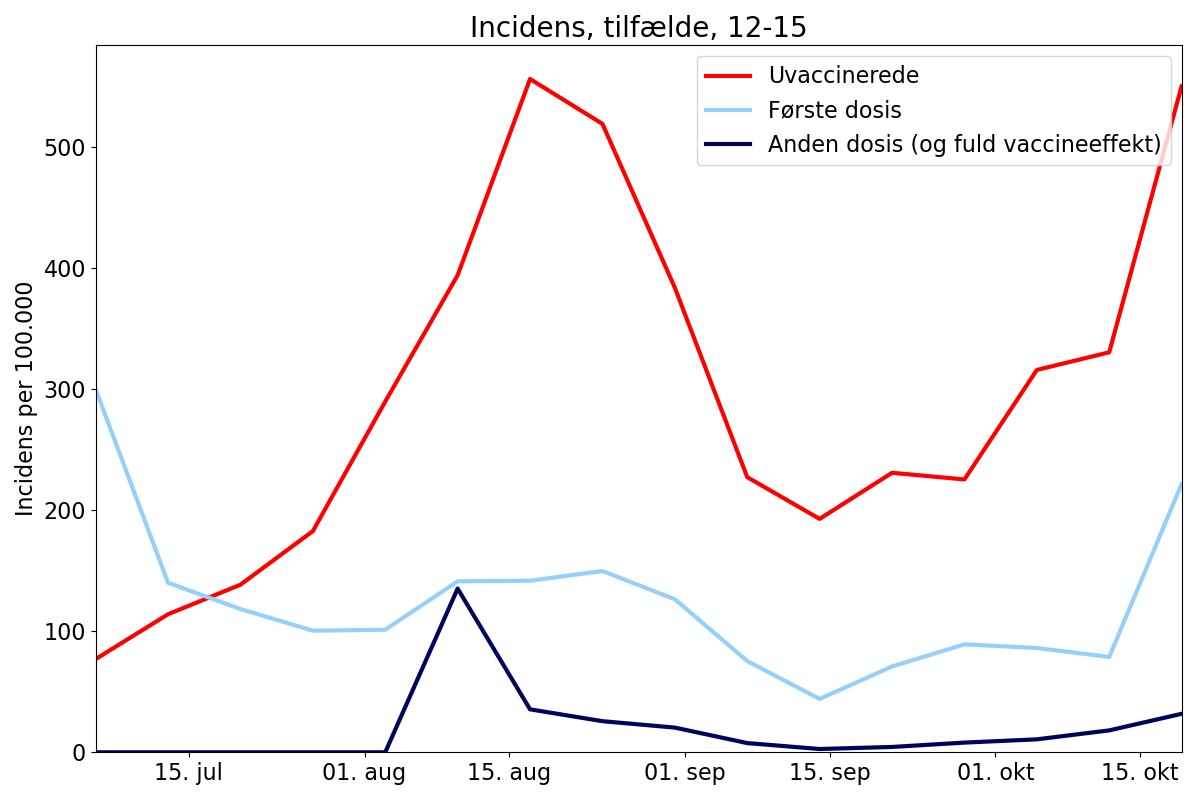 Incidens, tilfælde, 12-15
Uvaccinerede
Første dosis
Anden dosis (og fuld vaccineeffekt)
Incidens per 100.000
500
400
300
200
100
0
15. jul
01. aug
15. aug
01. sep
15. sep
01. okt
15. okt